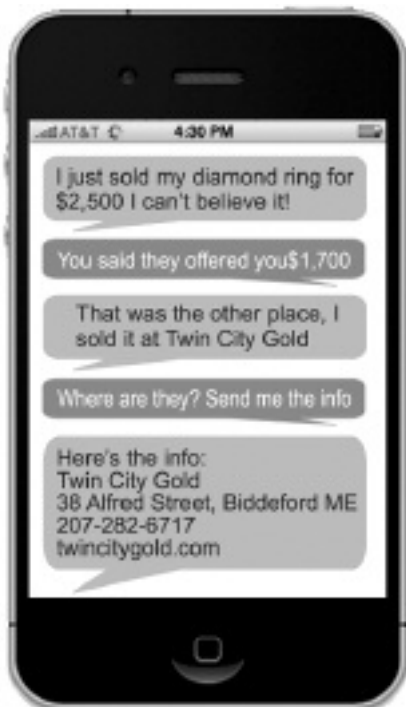 AT&T 4:30 PM
I just sold my diamond ring for
$2,500 I can't believe it!
You said they offered you$1,700
That was the other place, I
sold it at Twin City Gold
Where are they? Send me the info
Here's the info:
Twin City Gold
38 Alfred Street, Biddeford ME
207-282-6717
twincitygold.com